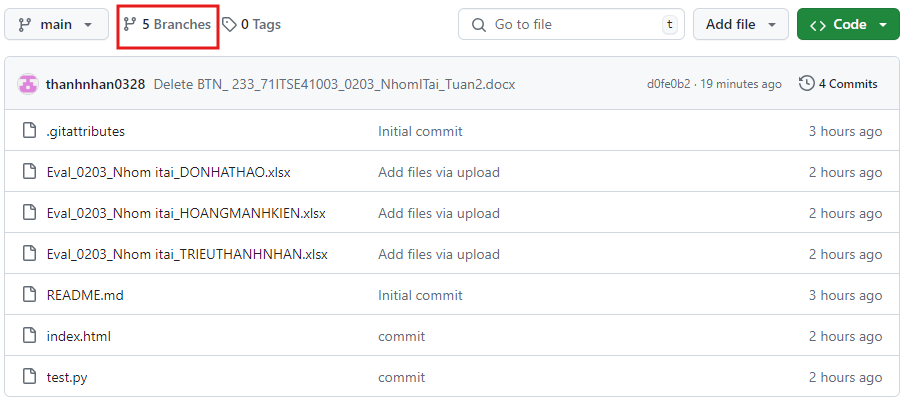 main 5 Branches 0 Tags Go to file t Add file Code
thanhnhan0328 Delete BTN_ 233_71ITSE41003_0203_NhomITai_Tuan2.docx d0fe0b2 · 19 minutes ago 4 Commits
.gitattributes Initial commit 3 hours ago
Eval_0203_Nhom itai_DONHATHAO.xlsx Add files via upload 2 hours ago
Eval_0203_Nhom itai_HOANGMANHKIEN.xlsx Add files via upload 2 hours ago
Eval_0203_Nhom itai_TRIEUTHANHNHAN.xlsx Add files via upload 2 hours ago
README.md Initial commit 3 hours ago
index.html commit 2 hours ago
test.py commit 2 hours ago